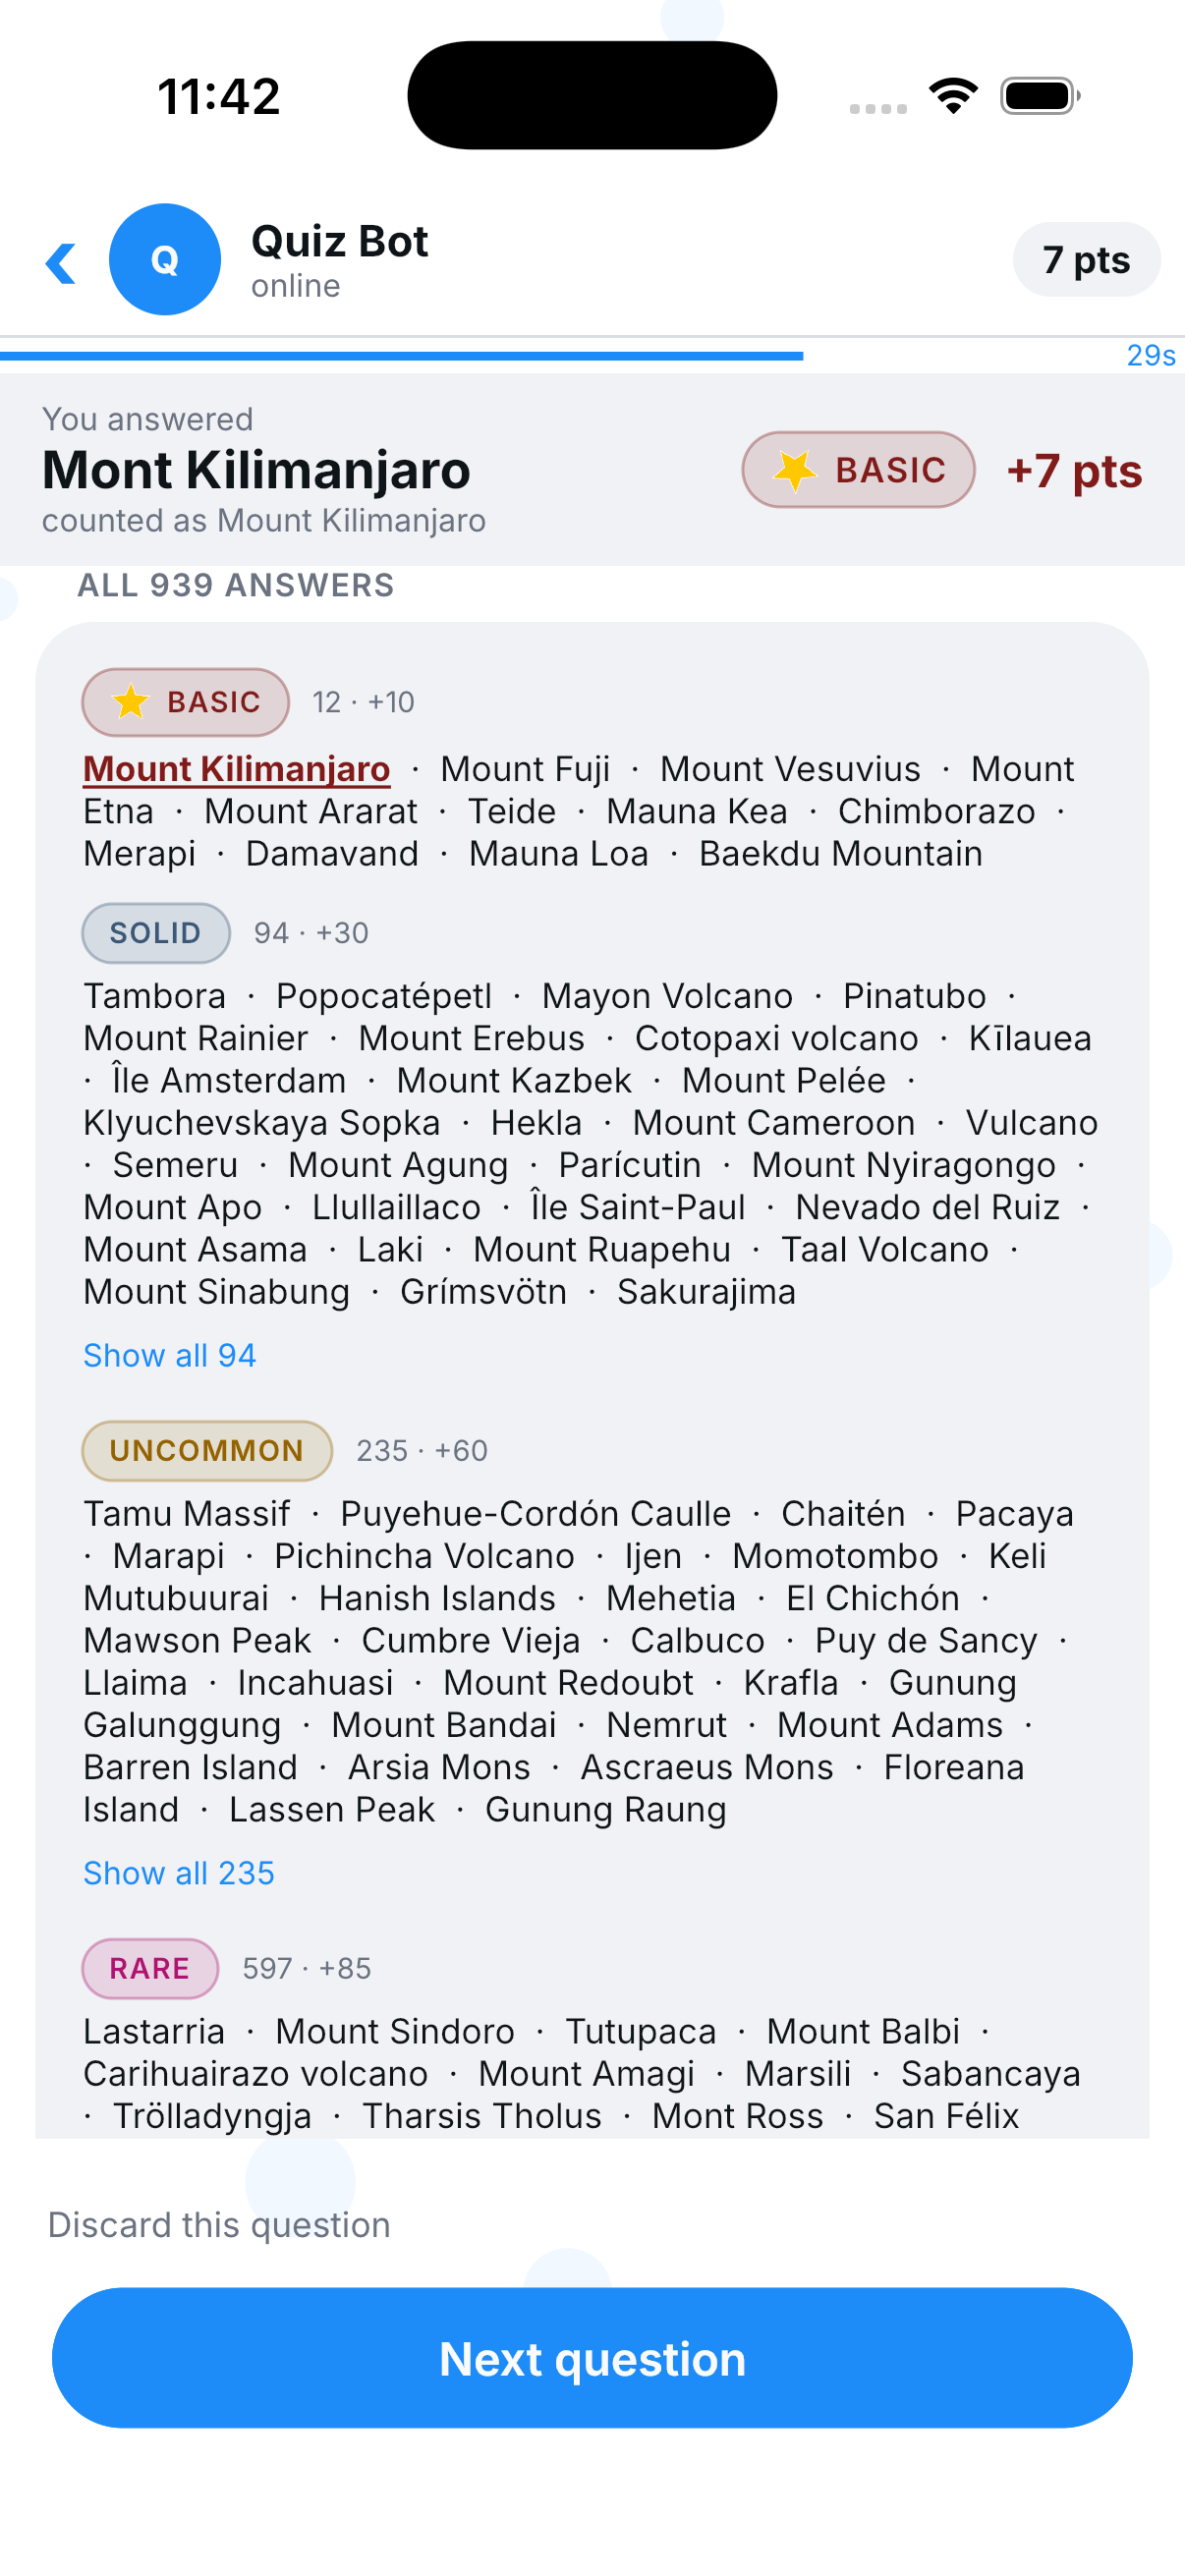 11:42
Q
Quiz Bot
online
7 pts
29s
You answered
Mont Kilimanjaro
counted as Mount Kilimanjaro
BASIC
+7 pts
ALL 939 ANSWERS
BASIC 12 · +10
Mount Kilimanjaro · Mount Fuji · Mount Vesuvius · Mount
Etna · Mount Ararat · Teide · Mauna Kea · Chimborazo ·
Merapi · Damavand · Mauna Loa · Baekdu Mountain
SOLID 94 · +30
Tambora · Popocatépetl · Mayon Volcano · Pinatubo ·
Mount Rainier · Mount Erebus · Cotopaxi volcano · Kīlauea
· Île Amsterdam · Mount Kazbek · Mount Pelée ·
Klyuchevskaya Sopka · Hekla · Mount Cameroon · Vulcano
· Semeru · Mount Agung · Parícutin · Mount Nyiragongo ·
Mount Apo · Llullaillaco · Île Saint-Paul · Nevado del Ruiz ·
Mount Asama · Laki · Mount Ruapehu · Taal Volcano ·
Mount Sinabung · Grímsvötn · Sakurajima
Show all 94
UNCOMMON 235 · +60
Tamu Massif · Puyehue-Cordón Caulle · Chaitén · Pacaya
· Marapi · Pichincha Volcano · Ijen · Momotombo · Keli
Mutubuurai · Hanish Islands · Mehetia · El Chichón ·
Mawson Peak · Cumbre Vieja · Calbuco · Puy de Sancy ·
Llaima · Incahuasi · Mount Redoubt · Krafla · Gunung
Galunggung · Mount Bandai · Nemrut · Mount Adams ·
Barren Island · Arsia Mons · Ascraeus Mons · Floreana
Island · Lassen Peak · Gunung Raung
Show all 235
RARE 597 · +85
Lastarria · Mount Sindoro · Tutupaca · Mount Balbi ·
Carihuairazo volcano · Mount Amagi · Marsili · Sabancaya
· Trölladyngja · Tharsis Tholus · Mont Ross · San Félix
Discard this question
Next question